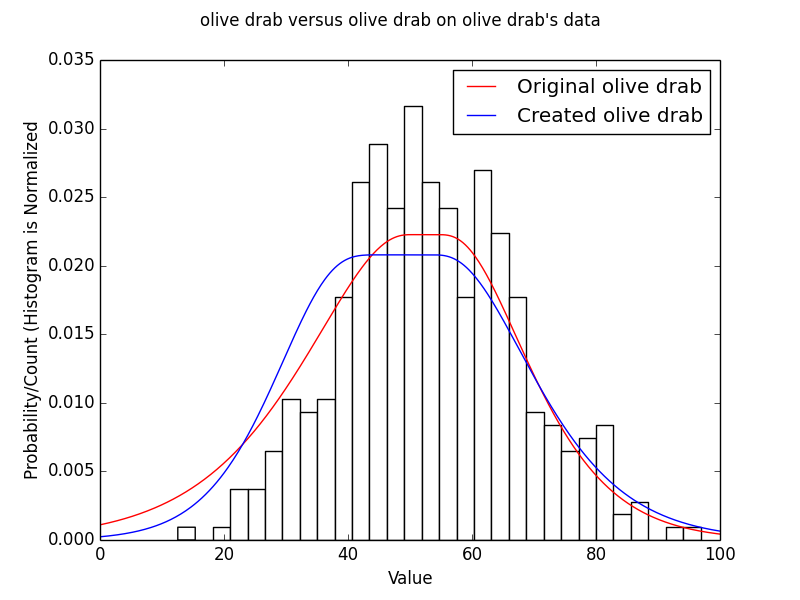 olive drab versus olive drab on olive drab's data
Probability/Count (Histogram is Normalized
0.035
0.030
0.025
0.020
0.015
0.010
0.005
0.000
Original olive drab
Created olive drab
0 20 40 60 80 100
Value